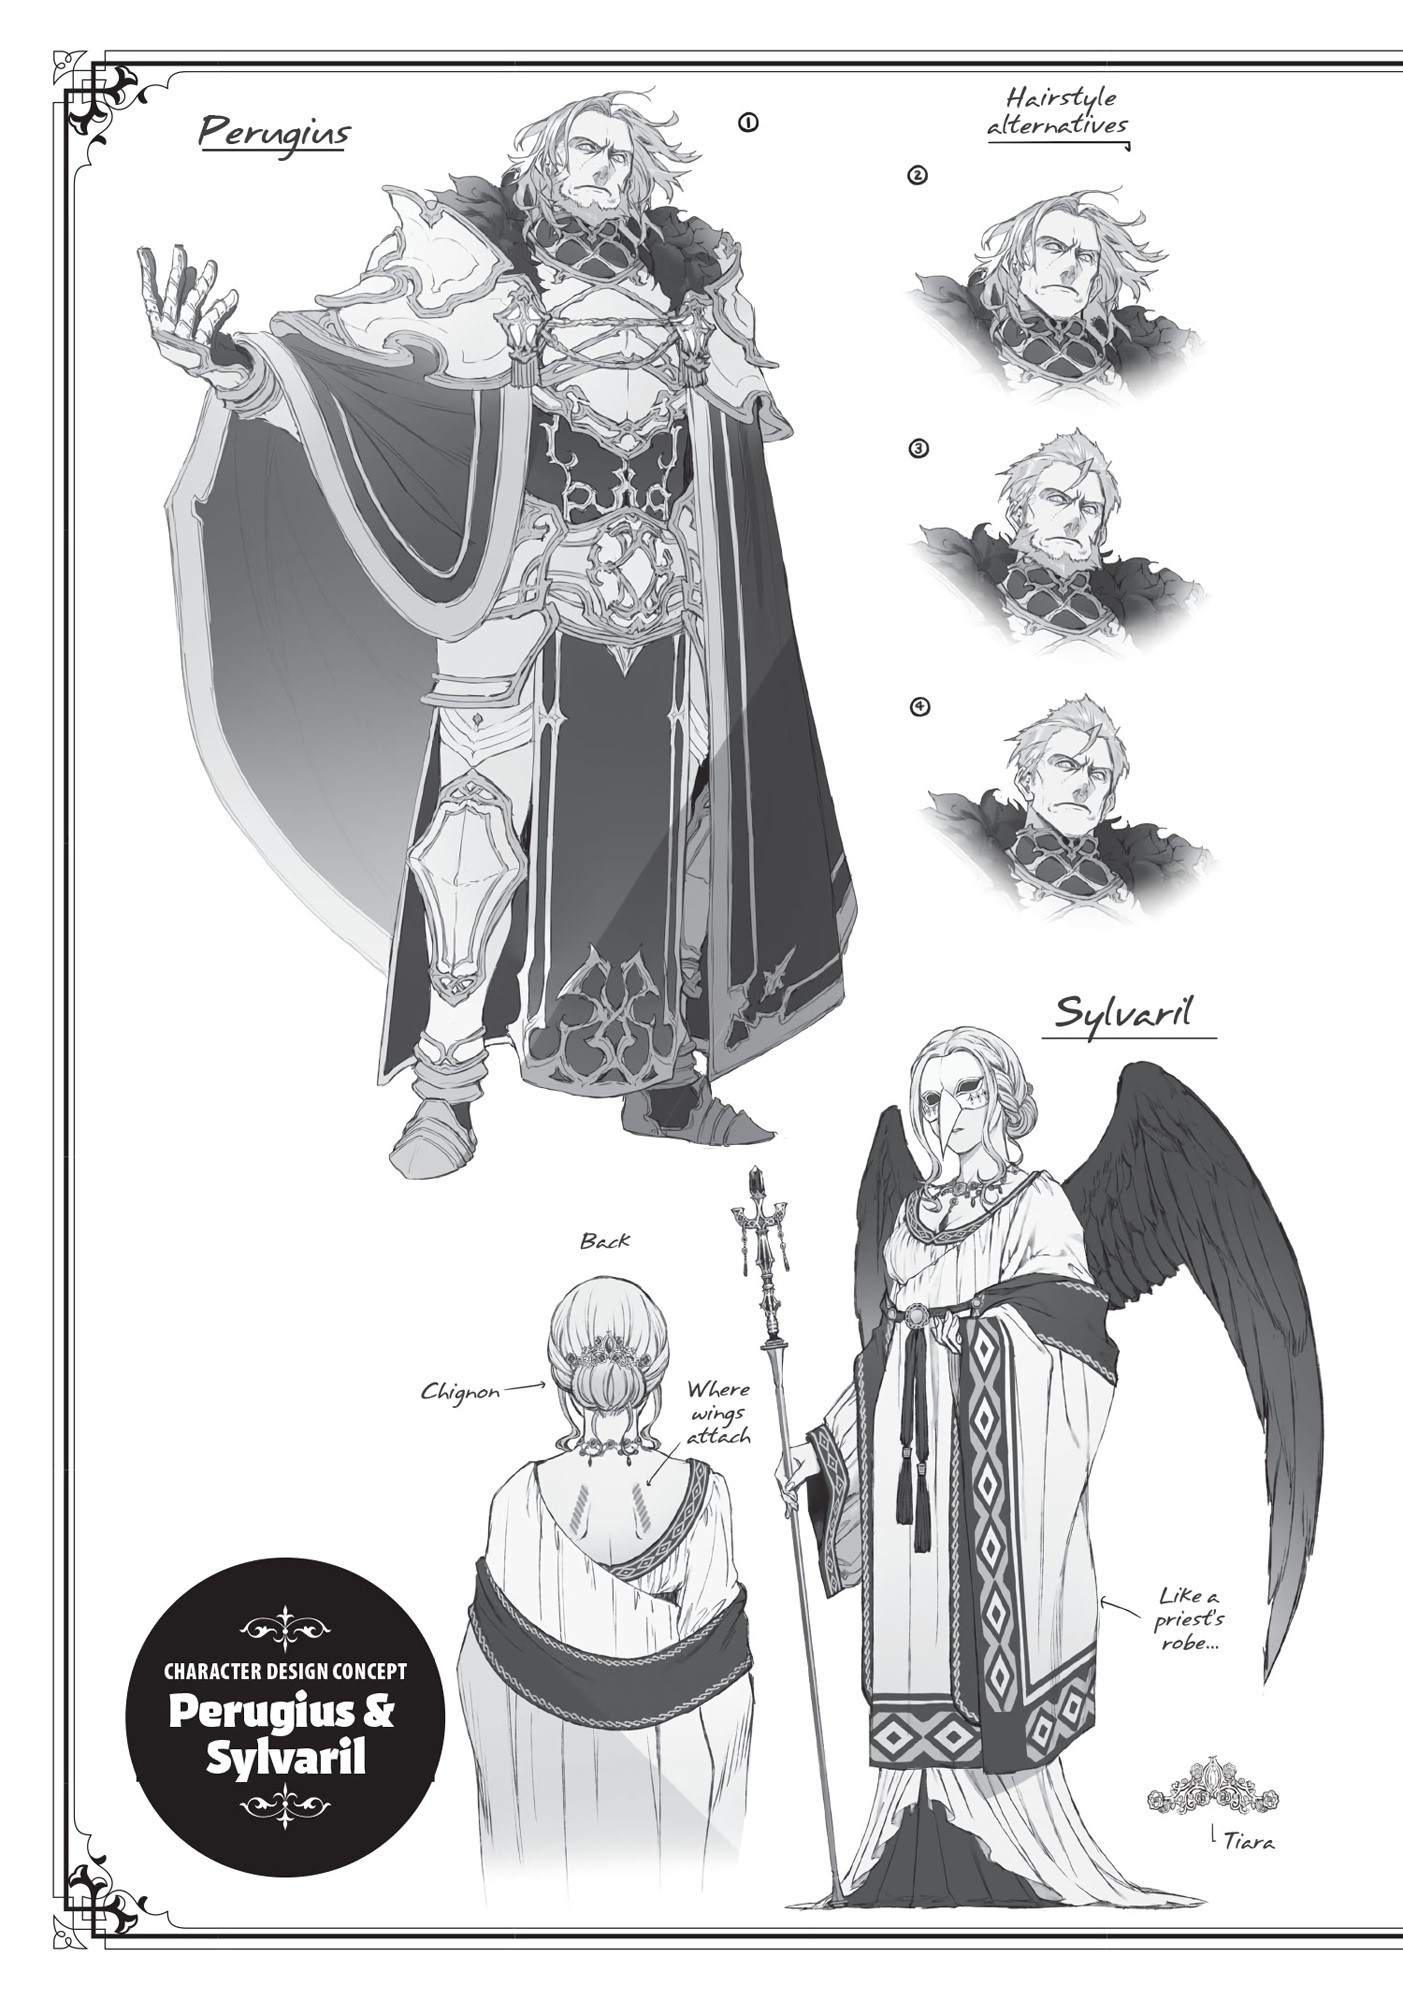 Perugius
①
Hairstyle
alternatives
②
③
④
Sylvaril
Back
Chignon
Where
wings
attach
Like a
priest's
robe...
Tiara
CHARACTER DESIGN CONCEPT
Perugius &
Sylvaril